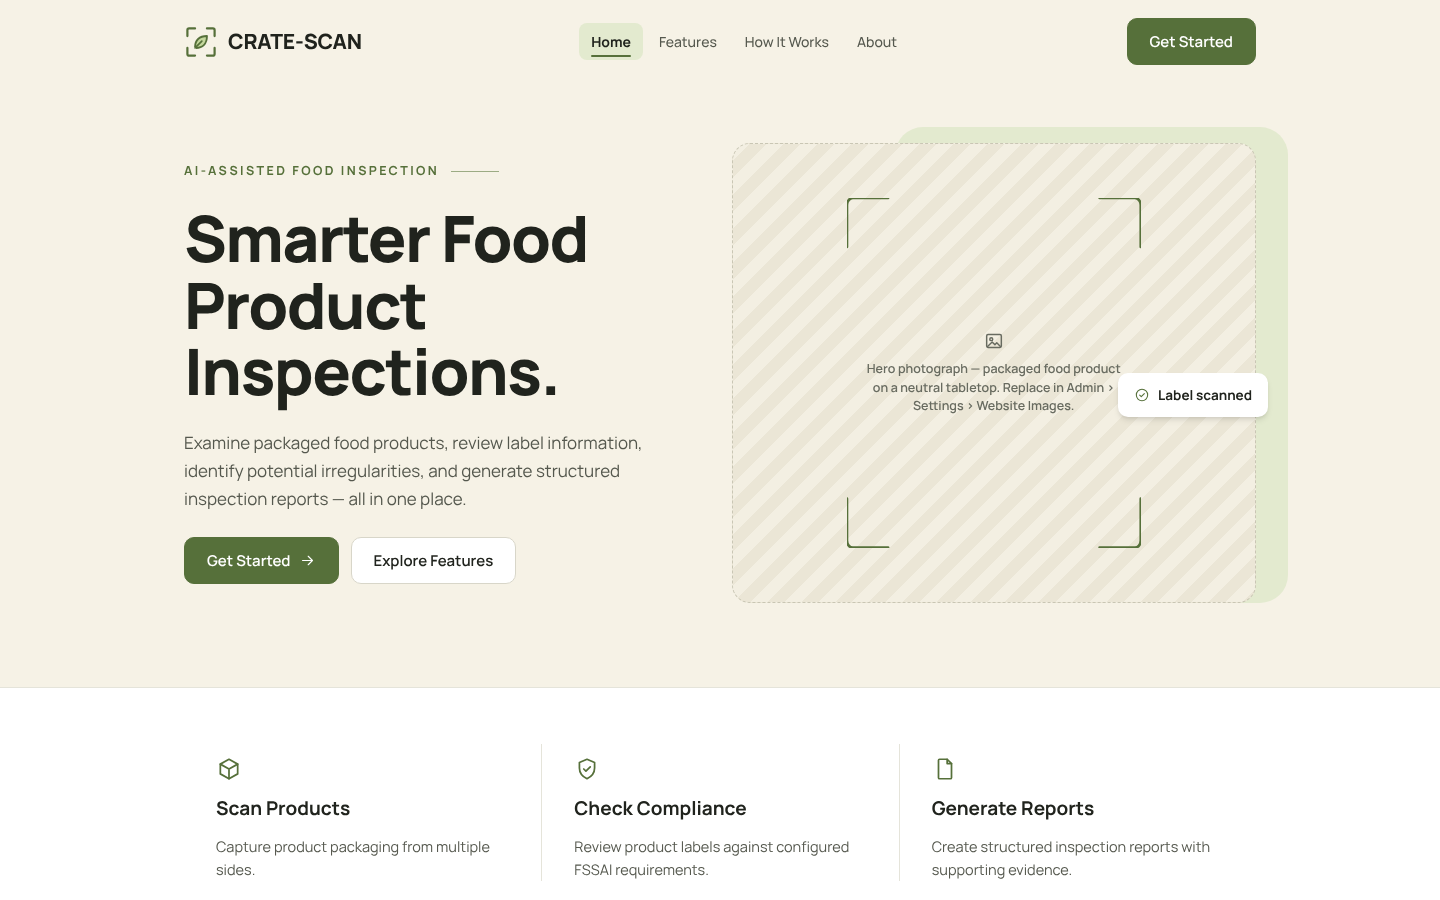 CRATE-SCAN
Home
Features
How It Works
About
Get Started
AI-ASSISTED FOOD INSPECTION
Smarter Food
Product
Inspections.
Examine packaged food products, review label information,
identify potential irregularities, and generate structured
inspection reports — all in one place.
Get Started
Explore Features
Hero photograph — packaged food product
on a neutral tabletop. Replace in Admin ›
Settings › Website Images.
Label scanned
Scan Products
Capture product packaging from multiple
sides.
Check Compliance
Review product labels against configured
FSSAI requirements.
Generate Reports
Create structured inspection reports with
supporting evidence.